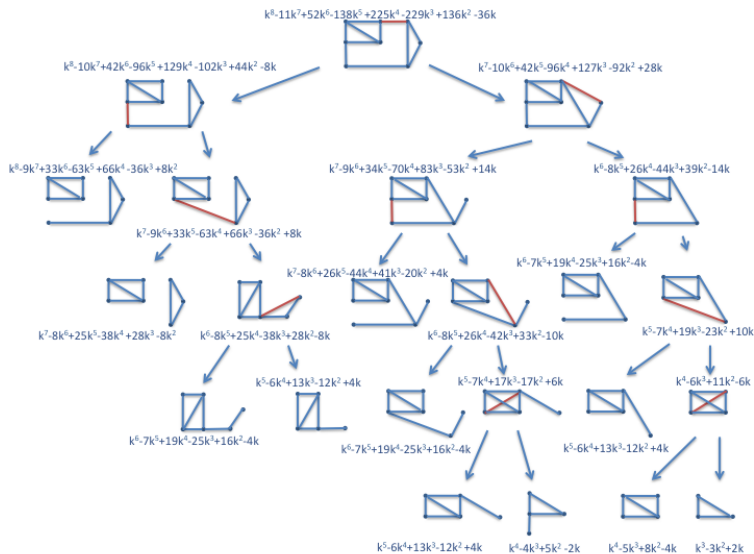 k⁸-11k⁷+52k⁶-138k⁵+225k⁴-229k³+136k²-36k
k⁸-10k⁷+42k⁶-96k⁵+129k⁴-102k³+44k²-8k
k⁷-10k⁶+42k⁵-96k⁴+127k³-92k²+28k
k⁸-9k⁷+33k⁶-63k⁵+66k⁴-36k³+8k²
k⁷-9k⁶+34k⁵-70k⁴+83k³-53k²+14k
k⁶-8k⁵+26k⁴-44k³+39k²-14k
k⁷-9k⁶+33k⁵-63k⁴+66k³-36k²+8k
k⁷-8k⁶+26k⁵-44k⁴+41k³-20k²+4k
k⁶-7k⁵+19k⁴-25k³+16k²-4k
k⁷-8k⁶+25k⁵-38k⁴+28k³-8k²
k⁶-8k⁵+25k⁴-38k³+28k²-8k
k⁶-8k⁵+26k⁴-42k³+33k²-10k
k⁵-7k⁴+19k³-23k²+10k
k⁵-6k⁴+13k³-12k²+4k
k⁵-7k⁴+17k³-17k²+6k
k⁴-6k³+11k²-6k
k⁶-7k⁵+19k⁴-25k³+16k²-4k
k⁶-7k⁵+19k⁴-25k³+16k²-4k
k⁵-6k⁴+13k³-12k²+4k
k⁵-6k⁴+13k³-12k²+4k
k⁴-4k³+5k²-2k
k⁴-5k³+8k²-4k
k³-3k²+2k